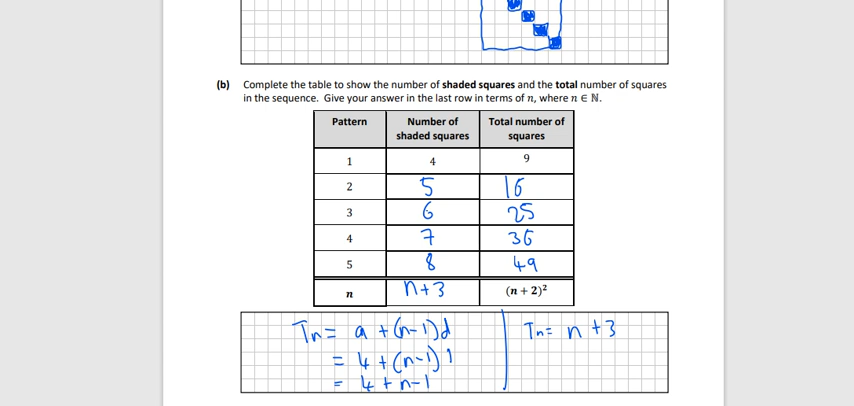 (b) Complete the table to show the number of shaded squares and the total number of squares
in the sequence. Give your answer in the last row in terms of n, where n ∈ ℕ.
Pattern Number of shaded squares Total number of squares
1 4 9
2 5 16
3 6 25
4 7 36
5 8 49
n n+3 (n + 2)²
Tn = a + (n-1)d
= 4 + (n-1) 1
= 4 + n-1
Tn = n + 3